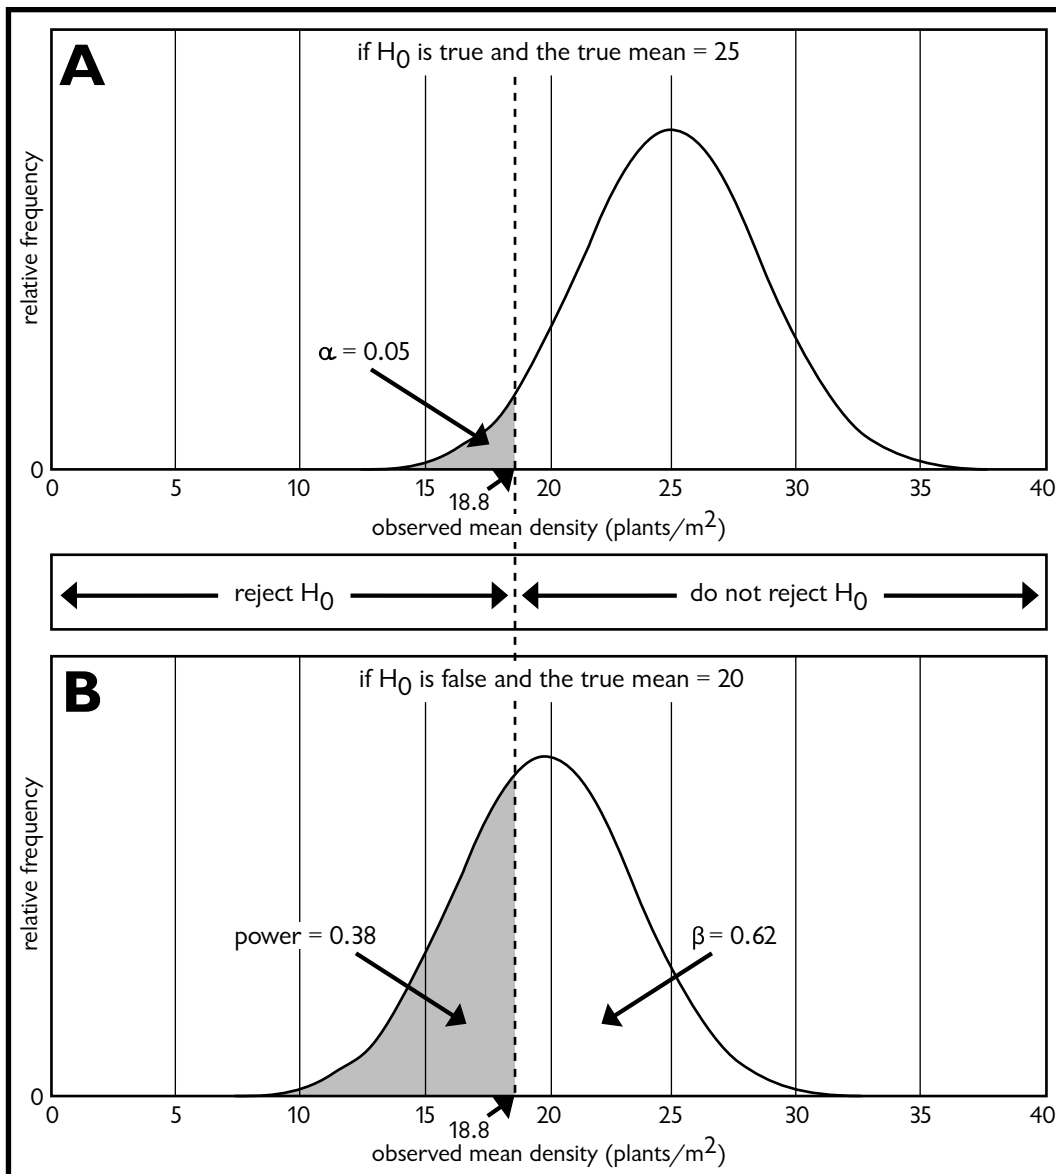 A
if H0 is true and the true mean = 25
relative frequency
α = 0.05
0
0 5 10 15 20 25 30 35 40
18.8
observed mean density (plants/m2)
reject H0 do not reject H0
B
if H0 is false and the true mean = 20
relative frequency
power = 0.38 β = 0.62
0
0 5 10 15 20 25 30 35 40
18.8
observed mean density (plants/m2)